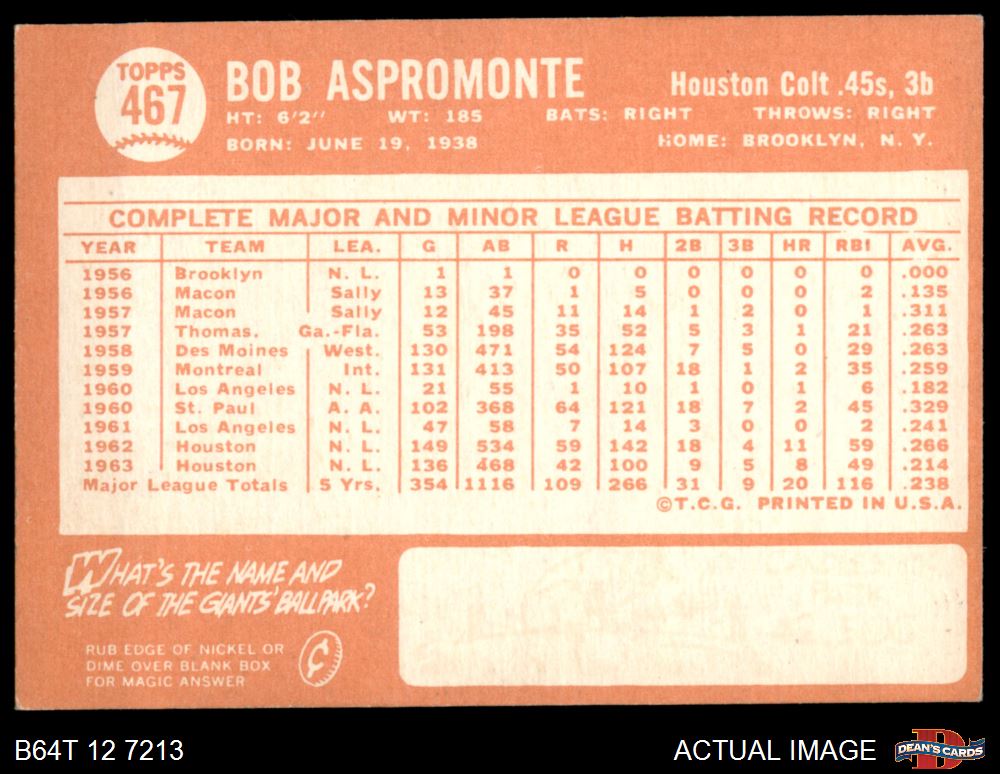 TOPPS
467
BOB ASPROMONTE
Houston Colt .45s, 3b
HT: 6'2" WT: 185 BATS: RIGHT THROWS: RIGHT
BORN: JUNE 19, 1938 HOME: BROOKLYN, N. Y.
COMPLETE MAJOR AND MINOR LEAGUE BATTING RECORD
YEAR TEAM LEA. G AB R H 2B 3B HR RBI AVG.
1956 Brooklyn N. L. 1 1 0 0 0 0 0 0 .000
1956 Macon Sally 13 37 1 5 0 0 0 2 .135
1957 Macon Sally 12 45 11 14 1 2 0 1 .311
1957 Thomas. Ga.-Fla. 53 198 35 52 5 3 1 21 .263
1958 Des Moines West. 130 471 54 124 7 5 0 29 .263
1959 Montreal Int. 131 413 50 107 18 1 2 35 .259
1960 Los Angeles N. L. 21 55 1 10 0 1 1 6 .182
1960 St. Paul A. A. 102 368 64 121 18 7 2 45 .329
1961 Los Angeles N. L. 47 58 7 14 3 0 0 2 .241
1962 Houston N. L. 149 534 59 142 18 4 11 59 .266
1963 Houston N. L. 136 468 42 100 9 5 8 49 .214
Major League Totals 5 Yrs. 354 1116 109 266 31 9 20 116 .238
©T.C.G. PRINTED IN U.S.A.
WHAT'S THE NAME AND
SIZE OF THE GIANTS' BALLPARK?
RUB EDGE OF NICKEL OR
DIME OVER BLANK BOX
FOR MAGIC ANSWER
¢
B64T 12 7213
ACTUAL IMAGE
DEAN'S CARDS